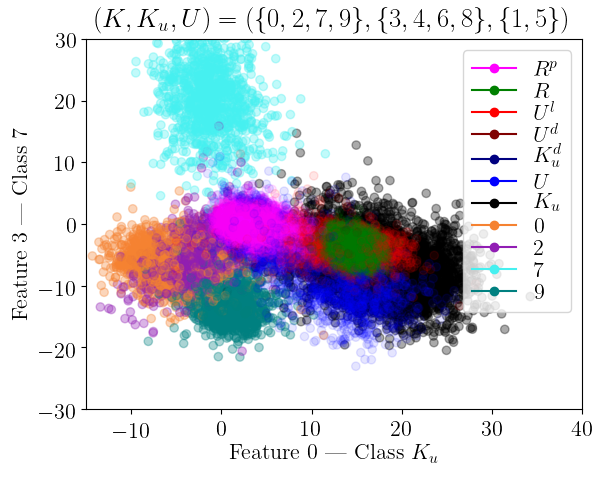 (K, K_u, U) = ({0, 2, 7, 9}, {3, 4, 6, 8}, {1, 5})
30
20
10
0
−10
−20
−30
Feature 3 — Class 7
−10
0
10
20
30
40
Feature 0 — Class K_u
R^p
R
U^l
U^d
K_u^d
U
K_u
0
2
7
9